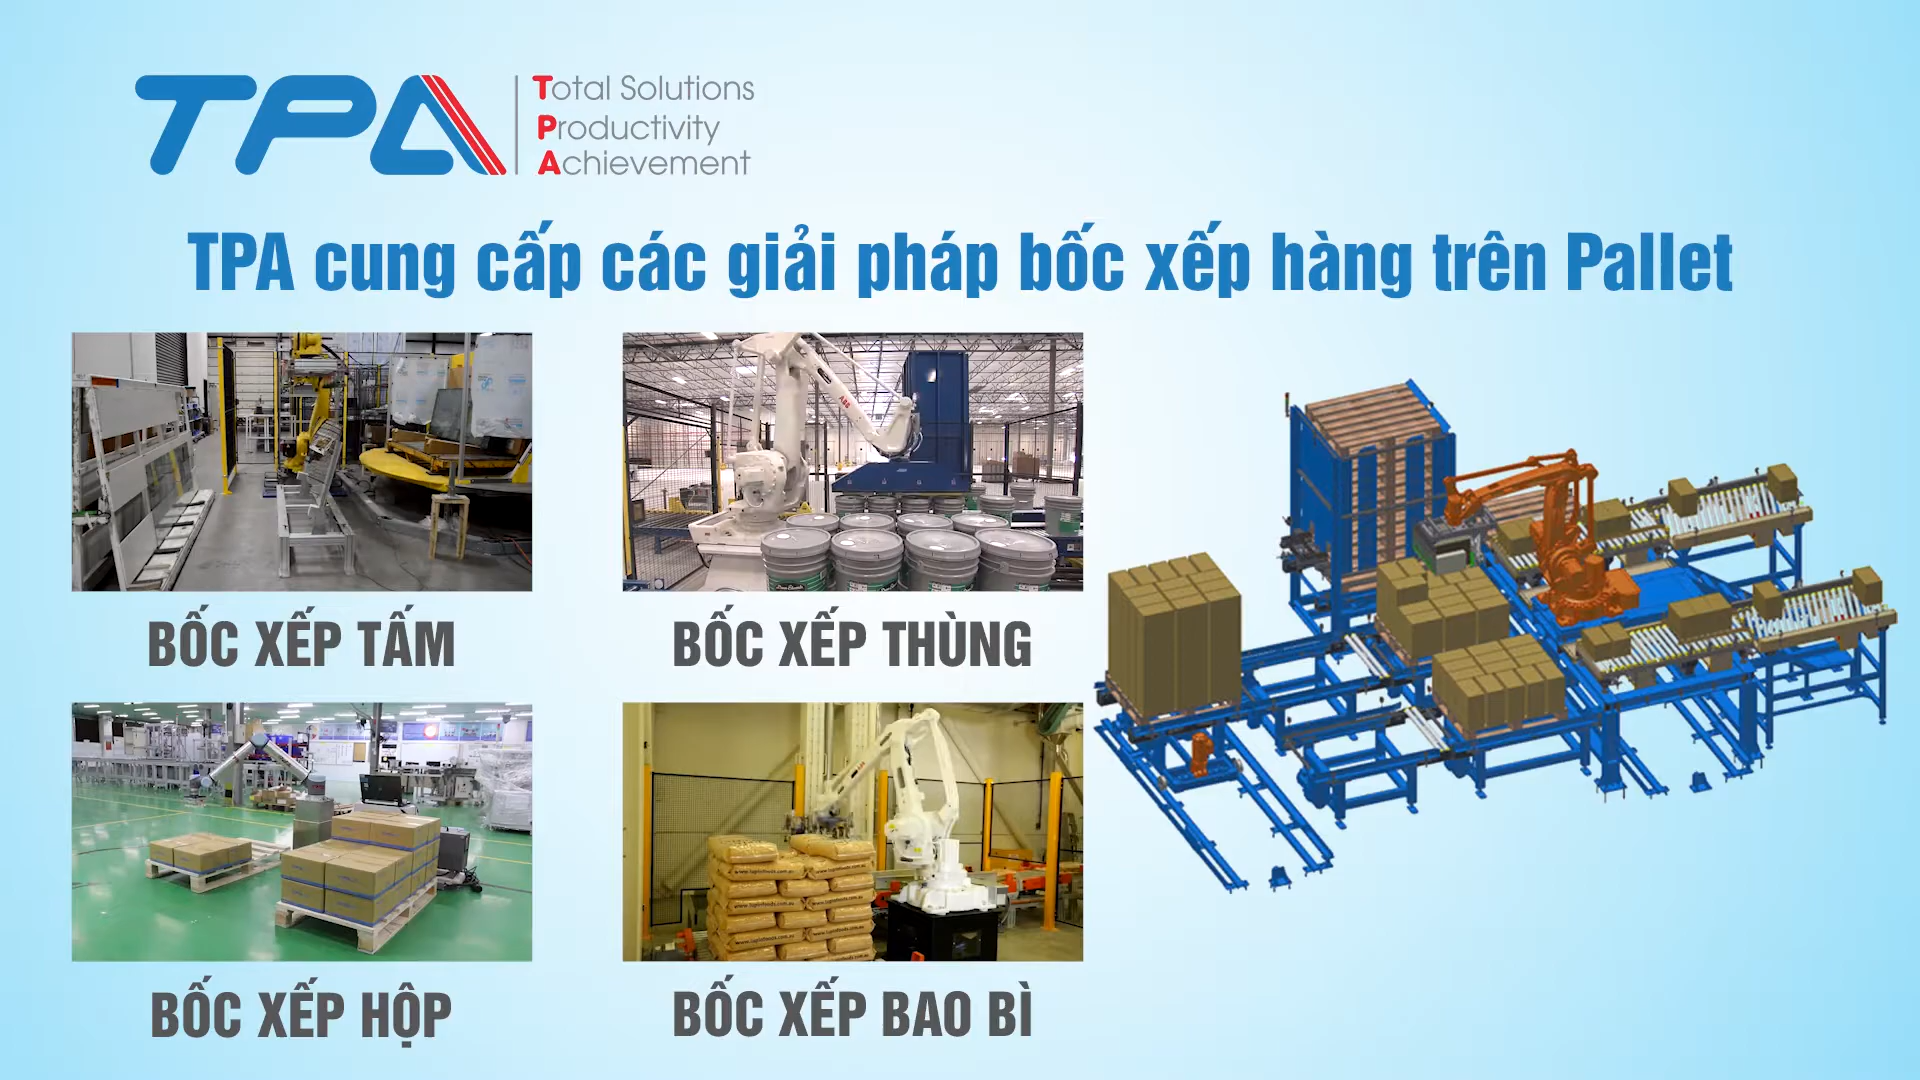 TPA
Total Solutions
Productivity
Achievement
TPA cung cấp các giải pháp bốc xếp hàng trên Pallet
ABB
BỐC XẾP TẤM
BỐC XẾP THÙNG
BỐC XẾP HỘP
BỐC XẾP BAO BÌ